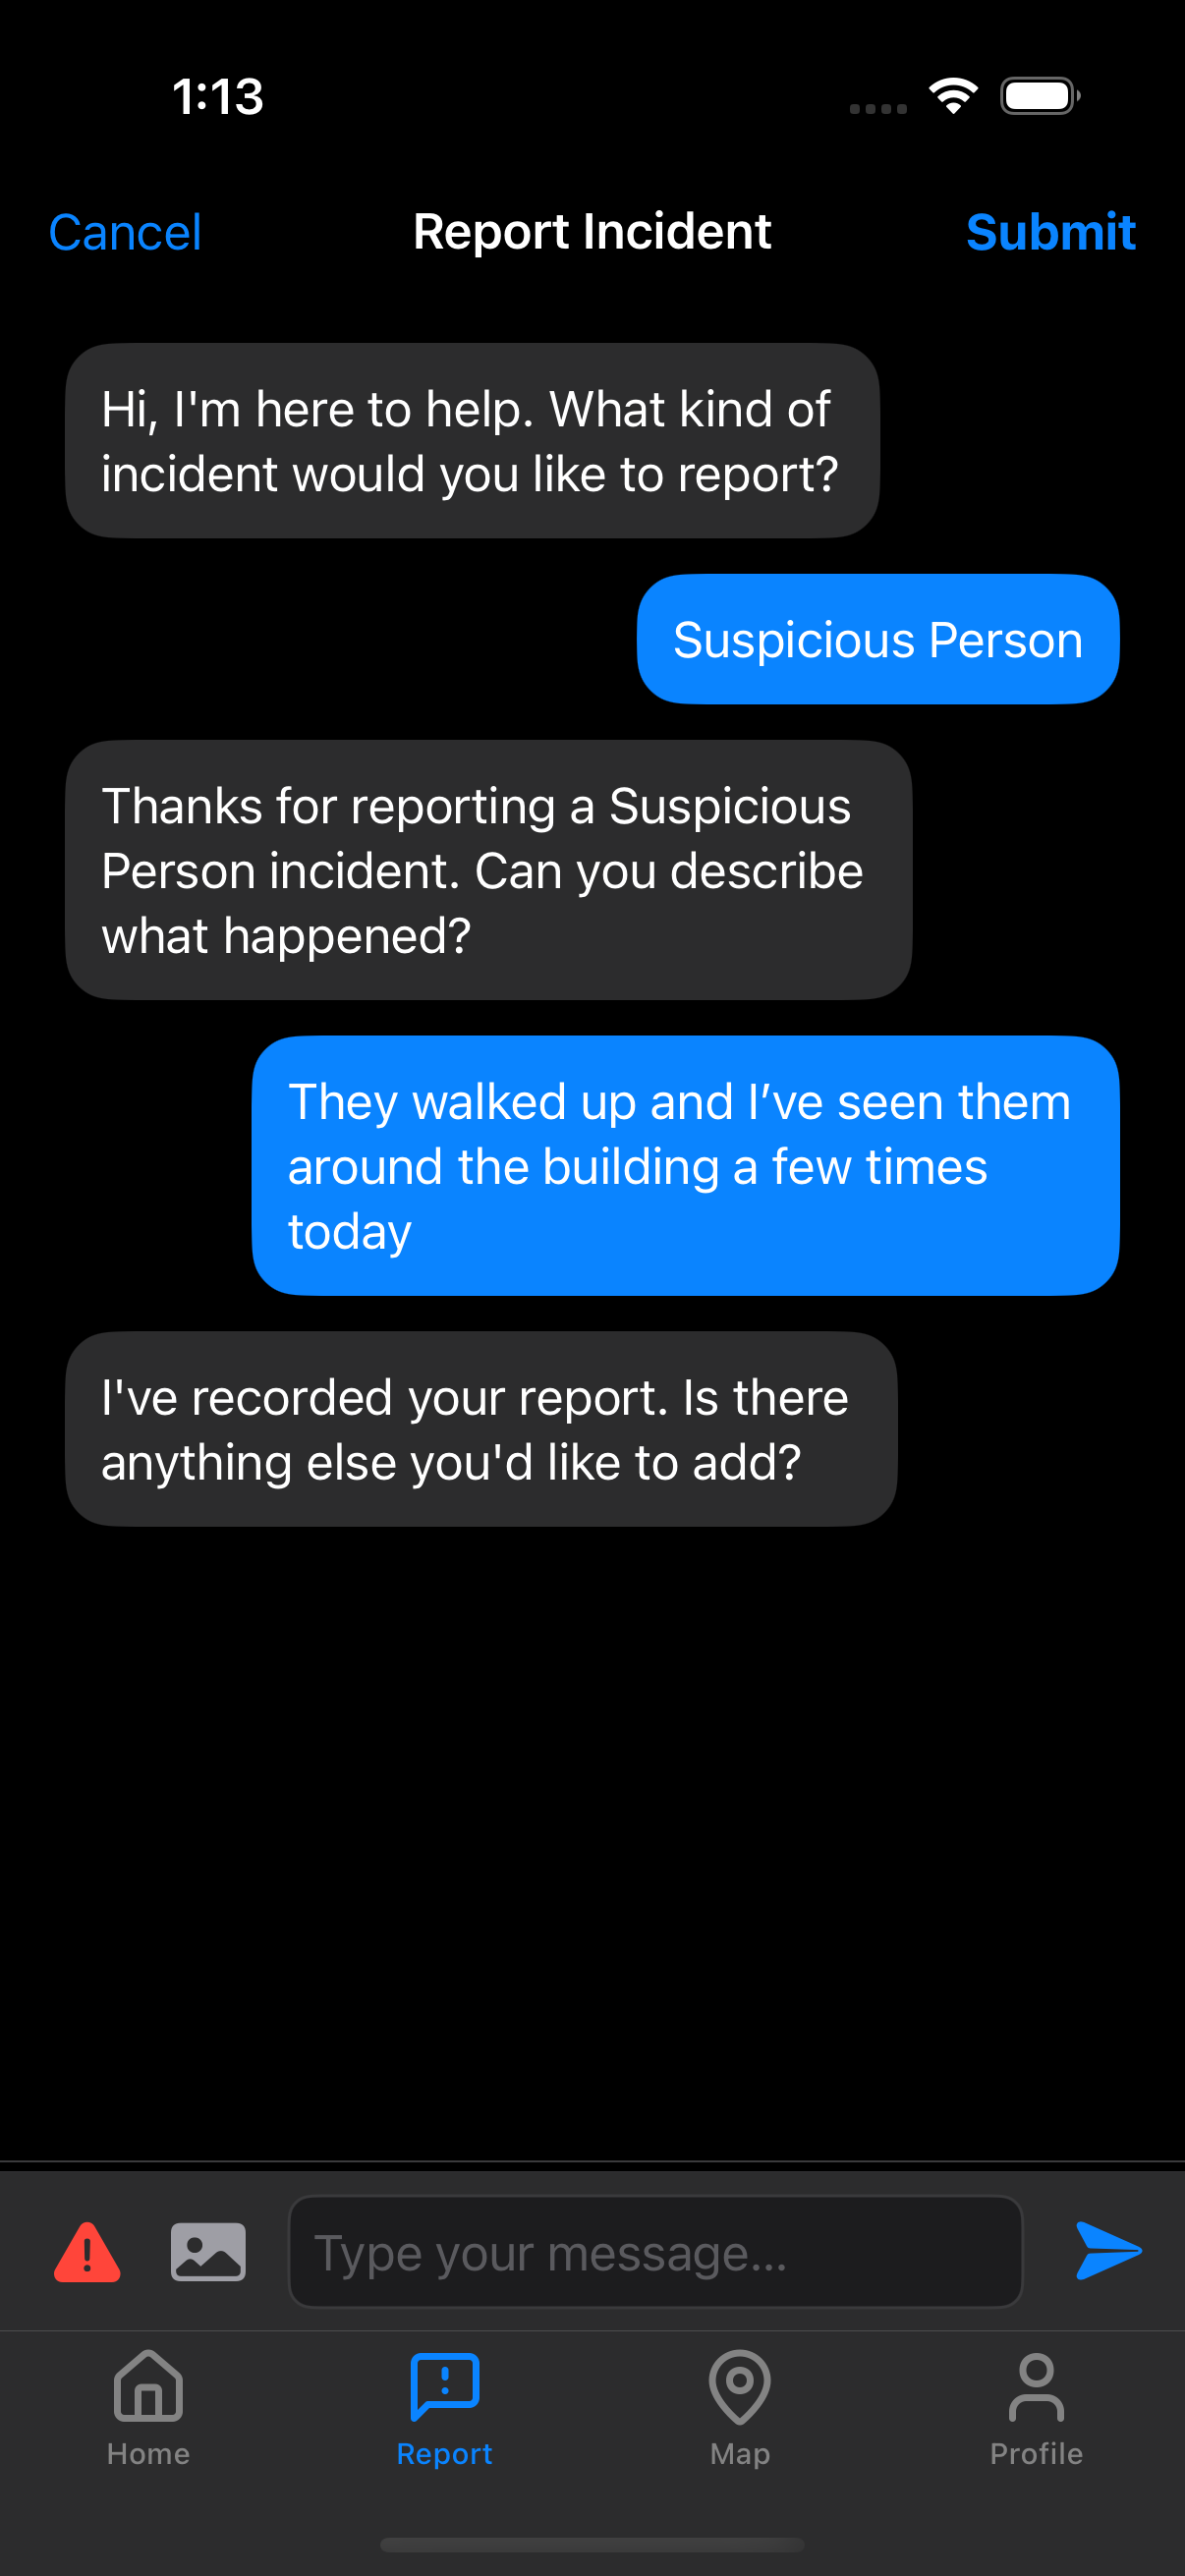 1:13
Cancel
Report Incident
Submit
Hi, I'm here to help. What kind of
incident would you like to report?
Suspicious Person
Thanks for reporting a Suspicious
Person incident. Can you describe
what happened?
They walked up and I’ve seen them
around the building a few times
today
I've recorded your report. Is there
anything else you'd like to add?
Type your message...
Home
Report
Map
Profile